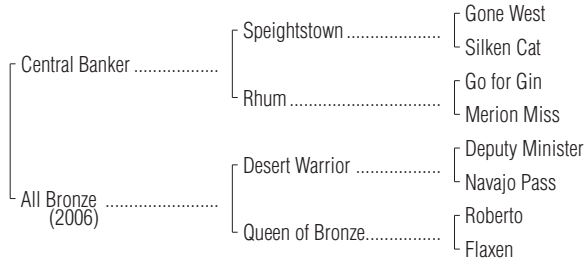 Gone West
Speightstown ....................
Silken Cat
Central Banker ..................
Go for Gin
Rhum ................................
Merion Miss
Deputy Minister
Desert Warrior ..................
Navajo Pass
All Bronze ........................
(2006)
Roberto
Queen of Bronze................
Flaxen